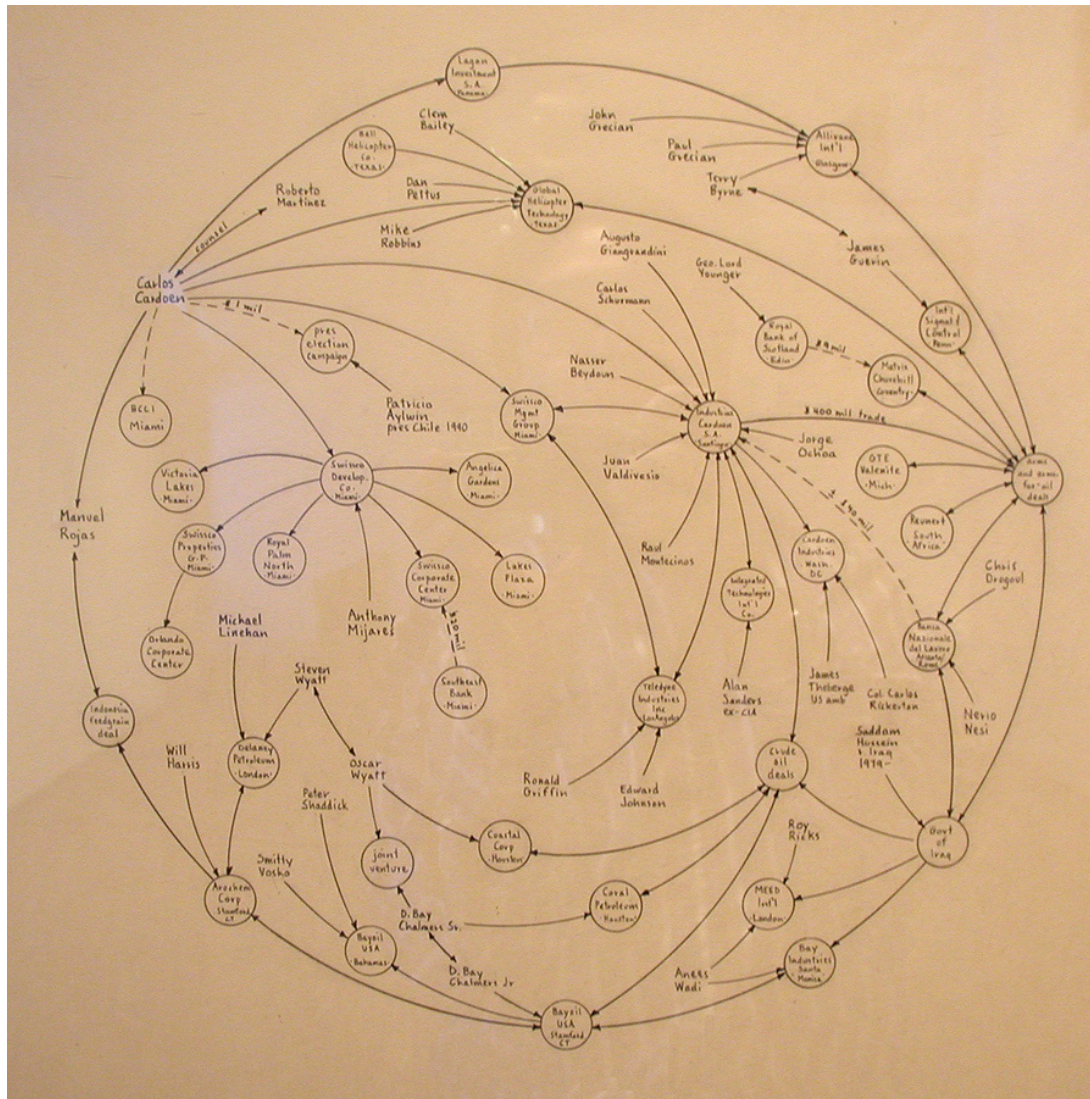 Lagan
Investment
S.A.
Panama
Clem
Bailey
John
Grecian
Bell
Helicopter
Co.
Texas
Paul
Grecian
Allivane
Int'l
Glasgow
Roberto
Martinez
Dan
Pettus
Global
Helicopter
Technology
Texas
Terry
Byrne
counsel
Mike
Robbins
Augusto
Giangrandini
James
Guerin
Geo. Lord
Younger
Carlos
Cardoen
Carlos
Schurmann
$1 mil
pres
election
campaign
Royal
Bank of
Scotland
Edin
Int'l
Signal &
Control
Penn
$9 mil
Matrix
Churchill
Coventry
Nasser
Beydoun
BCCI
Miami
Patricio
Aylwin
pres Chile 1990
Swissco
Mgmt
Group
Miami
Industrias
Cardoen
S.A.
Santiago
$400 mil trade
Jorge
Ochoa
Juan
Valdivesio
GTE
Valenite
Mich
arms
and arms-
for-oil
deals
Victoria
Lakes
Miami
Swissco
Develop.
Co.
Miami
Angelica
Gardens
Miami
± $40 mil
Manuel
Rojas
Swissco
Properties
G.P.
Miami
Royal
Palm
North
Miami
Swissco
Corporate
Center
Miami
Lakes
Plaza
Miami
Raul
Montecinos
Cardoen
Industries
Wash.
DC
Reunert
South
Africa
Integrated
Technologies
Int'l
Co.
Chris
Drogoul
Michael
Linehan
Anthony
Mijares
Orlando
Corporate
Center
$20 mil
Banca
Nazionale
del Lavoro
Atlanta/
Rome
Steven
Wyatt
Southeast
Bank
Miami
Teledyne
Industries
Inc
Los Angeles
Alan
Sanders
ex-CIA
James
Theberge
US amb
Col. Carlos
Rickerton
Nerio
Nesi
Indonesia
feedgrain
deal
Will
Harris
Delaney
Petroleum
London
Oscar
Wyatt
Saddam
Hussein
Iraq
1979-
Crude
oil
deals
Ronald
Griffin
Edward
Johnson
Peter
Shaddick
Roy
Ricks
joint
venture
Coastal
Corp
Houston
Gov't
of
Iraq
Smitty
Vosho
Arochem
Corp
Stamford
CT
D. Bay
Chalmers Sr.
Coral
Petroleum
Houston
MEED
Int'l
London
Bayoil
USA
Bahamas
D. Bay
Chalmers Jr
Anees
Wadi
Bay
Industries
Santa
Monica
Bayoil
USA
Stamford
CT